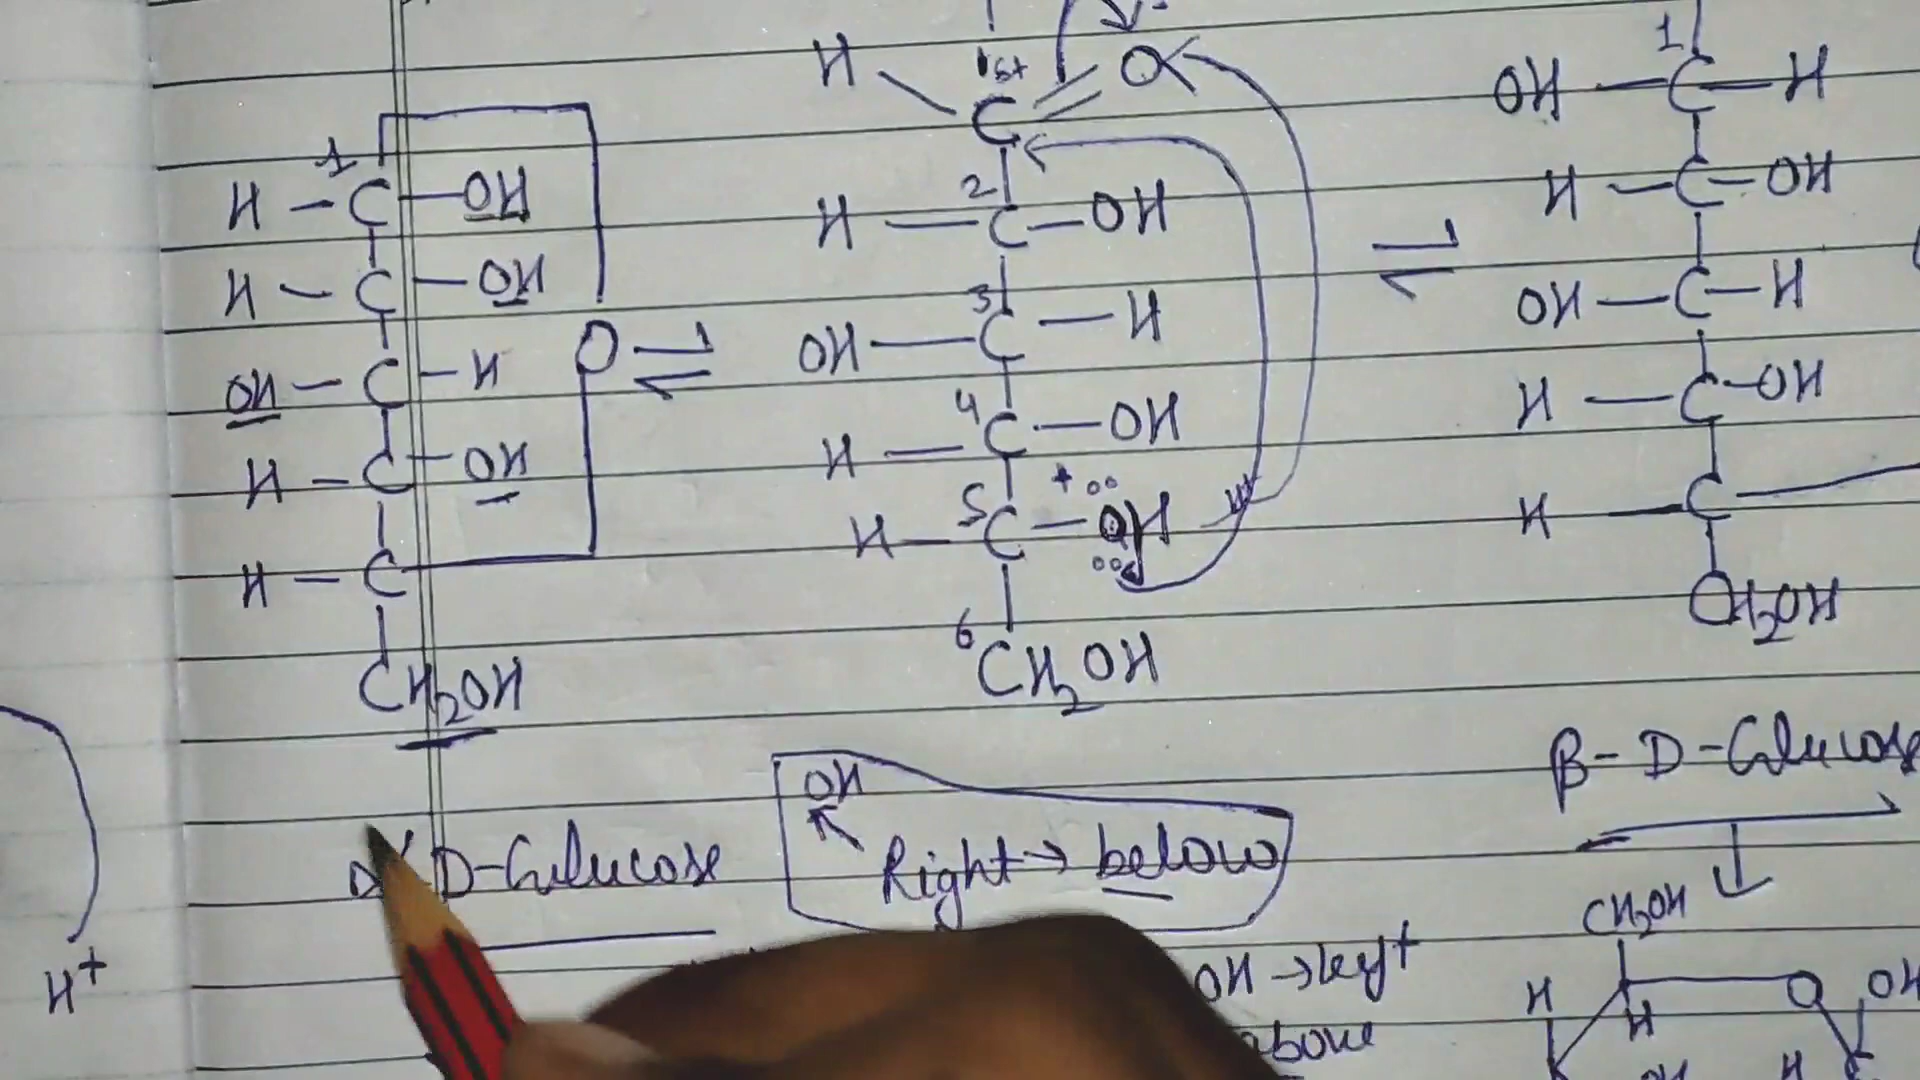 1
H - C - OH
H - C - OH
OH - C - H
H - C - OH
H - C
CH2OH
O ⇌
α D-Glucose
H+
H C δ+ = O
2
H - C - OH
3
OH - C - H
4
H - C - OH
5 +
H - C - OH
6
CH2OH
⇌
1
OH - C - H
H - C - OH
OH - C - H
H - C - OH
H - C
CH2OH
OH
Right → below
OH → left
above
β-D-Glucose
CH2OH
H
O OH
H
OH H C